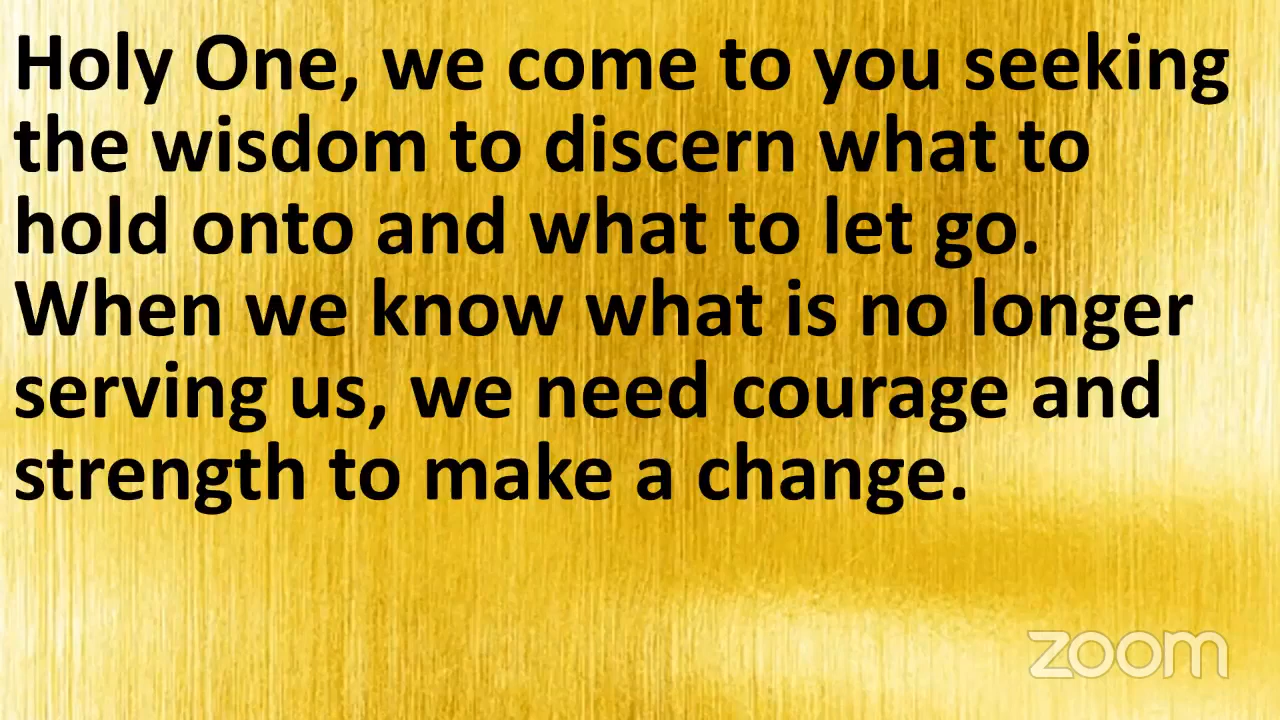 Holy One, we come to you seeking
the wisdom to discern what to
hold onto and what to let go.
When we know what is no longer
serving us, we need courage and
strength to make a change.
zoom